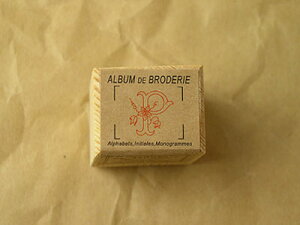 ALBUM DE BRODERIE
P
Alphabets, Initiales, Monogrammes